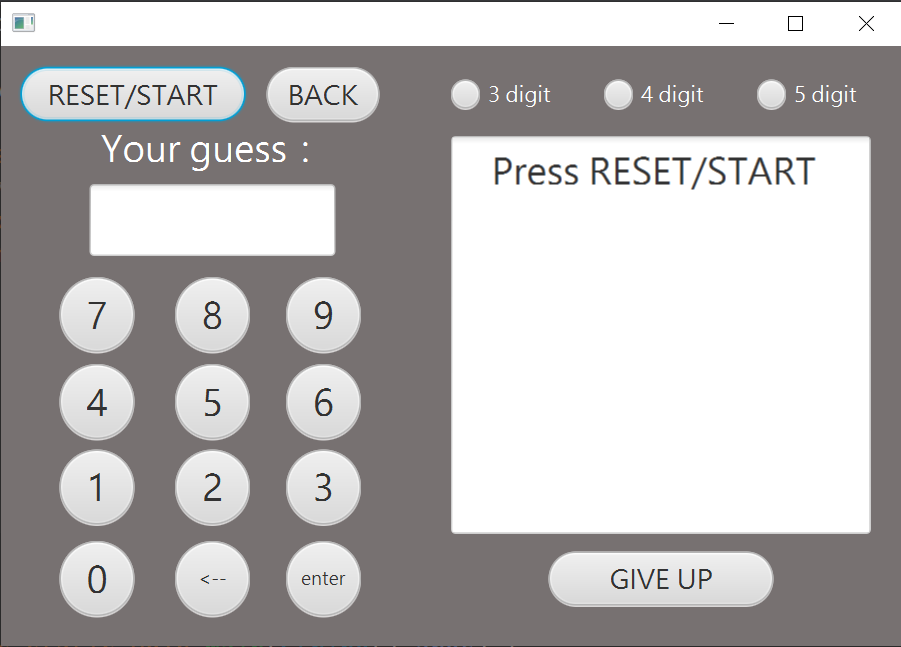 RESET/START BACK
3 digit 4 digit 5 digit
Your guess :
Press RESET/START
7 8 9
4 5 6
1 2 3
0 <-- enter
GIVE UP